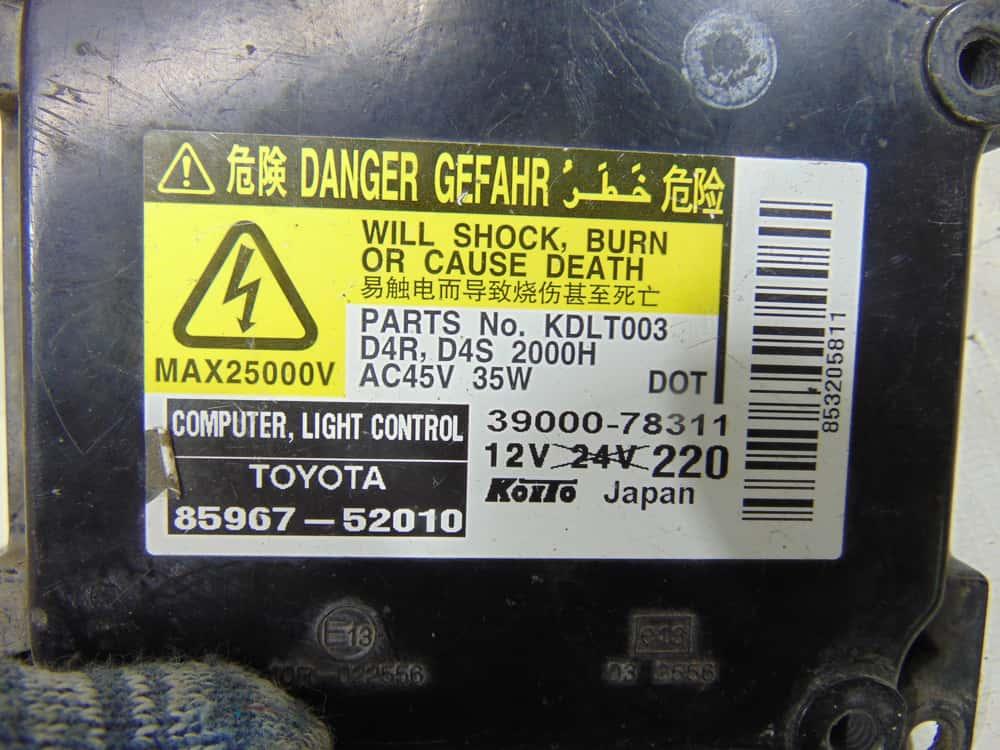 危険 DANGER GEFAHR خَطَرٌ 危险
WILL SHOCK, BURN
OR CAUSE DEATH
易触电而导致烧伤甚至死亡
MAX25000V
PARTS No. KDLT003
D4R, D4S 2000H
AC45V 35W DOT
COMPUTER, LIGHT CONTROL
TOYOTA
85967-52010
39000-78311
12V 24V 220
KOITO Japan
853205811
E13
e13